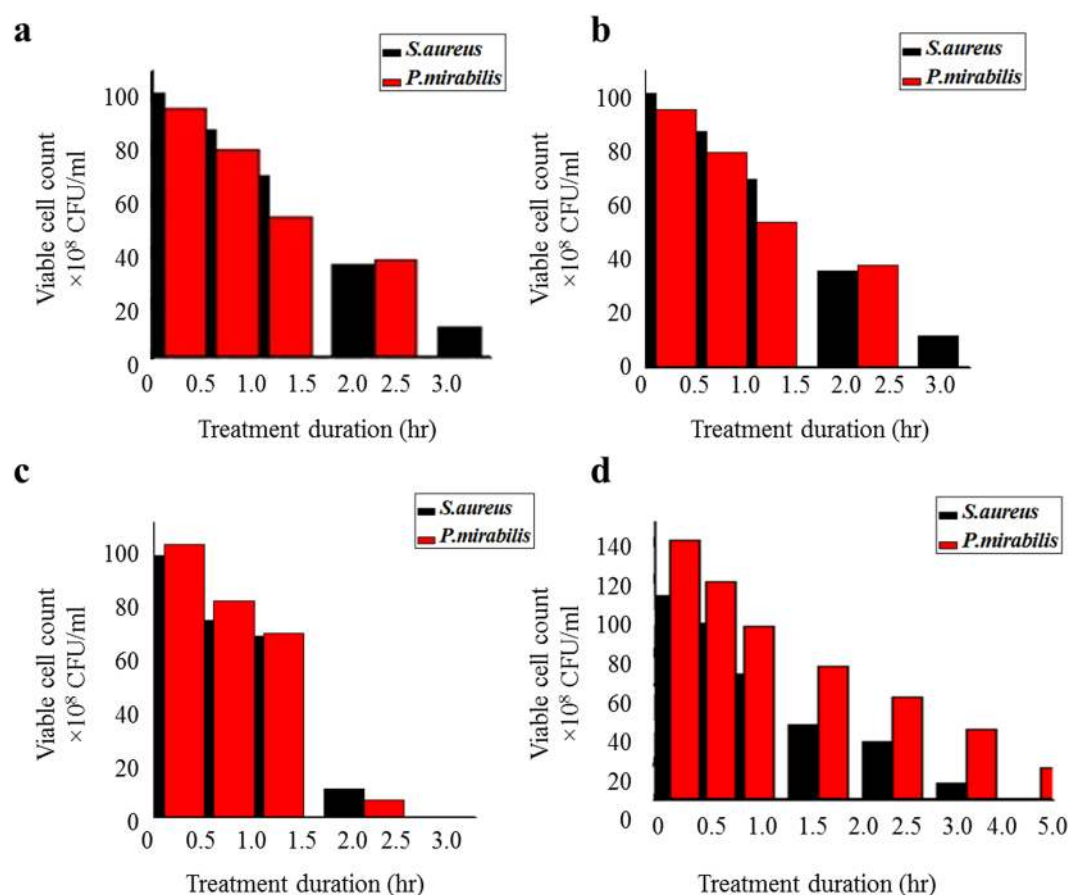 a
S.aureus
P.mirabilis
Viable cell count
×10⁸ CFU/ml
100
80
60
40
20
0
0 0.5 1.0 1.5 2.0 2.5 3.0
Treatment duration (hr)
b
S.aureus
P.mirabilis
Viable cell count
×10⁸ CFU/ml
100
80
60
40
20
0
0 0.5 1.0 1.5 2.0 2.5 3.0
Treatment duration (hr)
c
S.aureus
P.mirabilis
Viable cell count
×10⁸ CFU/ml
100
80
60
40
20
0
0 0.5 1.0 1.5 2.0 2.5 3.0
Treatment duration (hr)
d
S.aureus
P.mirabilis
Viable cell count
×10⁸ CFU/ml
140
120
100
80
60
40
20
0
0 0.5 1.0 2.0 2.5 3.0 4.0 5.0
Treatment duration (hr)